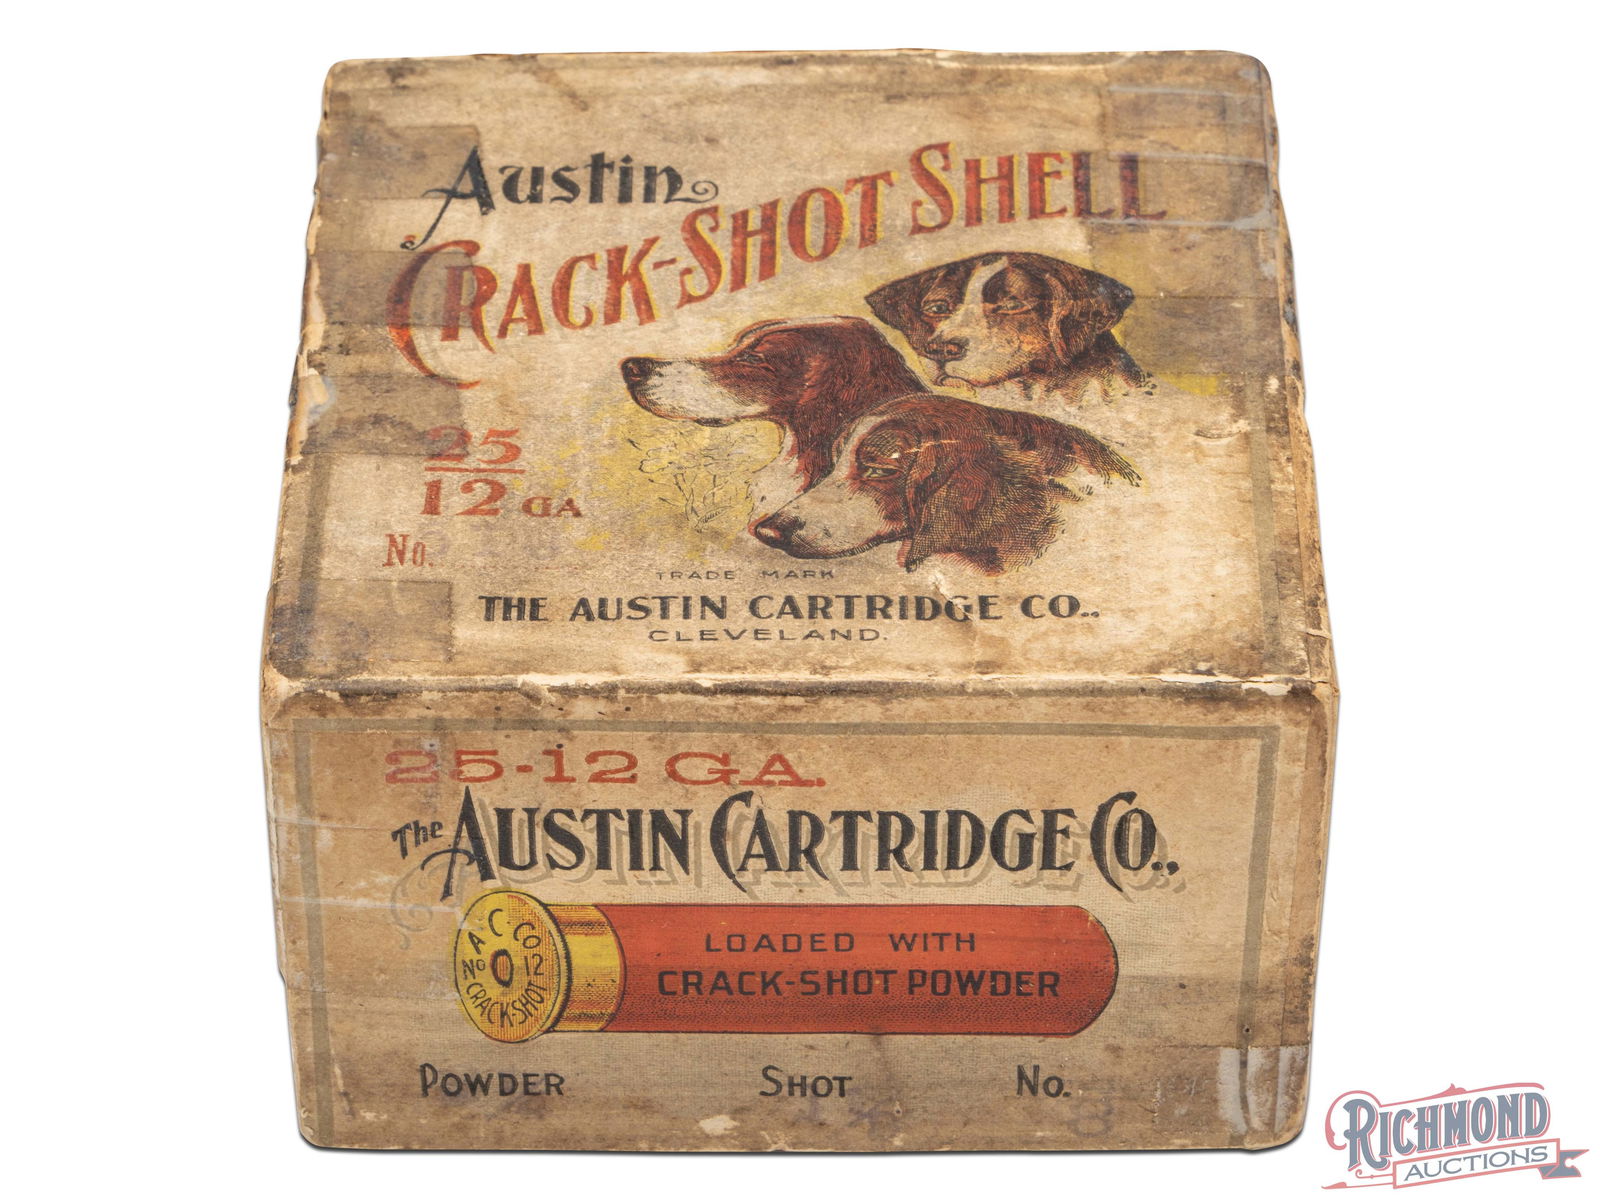 Austin
CRACK-SHOT SHELL
25
12 GA
No.
TRADE MARK
THE AUSTIN CARTRIDGE CO.,
CLEVELAND.
25-12 GA.
The AUSTIN CARTRIDGE CO.,
A. C. Co
No 12
CRACK-SHOT
LOADED WITH
CRACK-SHOT POWDER
POWDER SHOT No.
RICHMOND
AUCTIONS